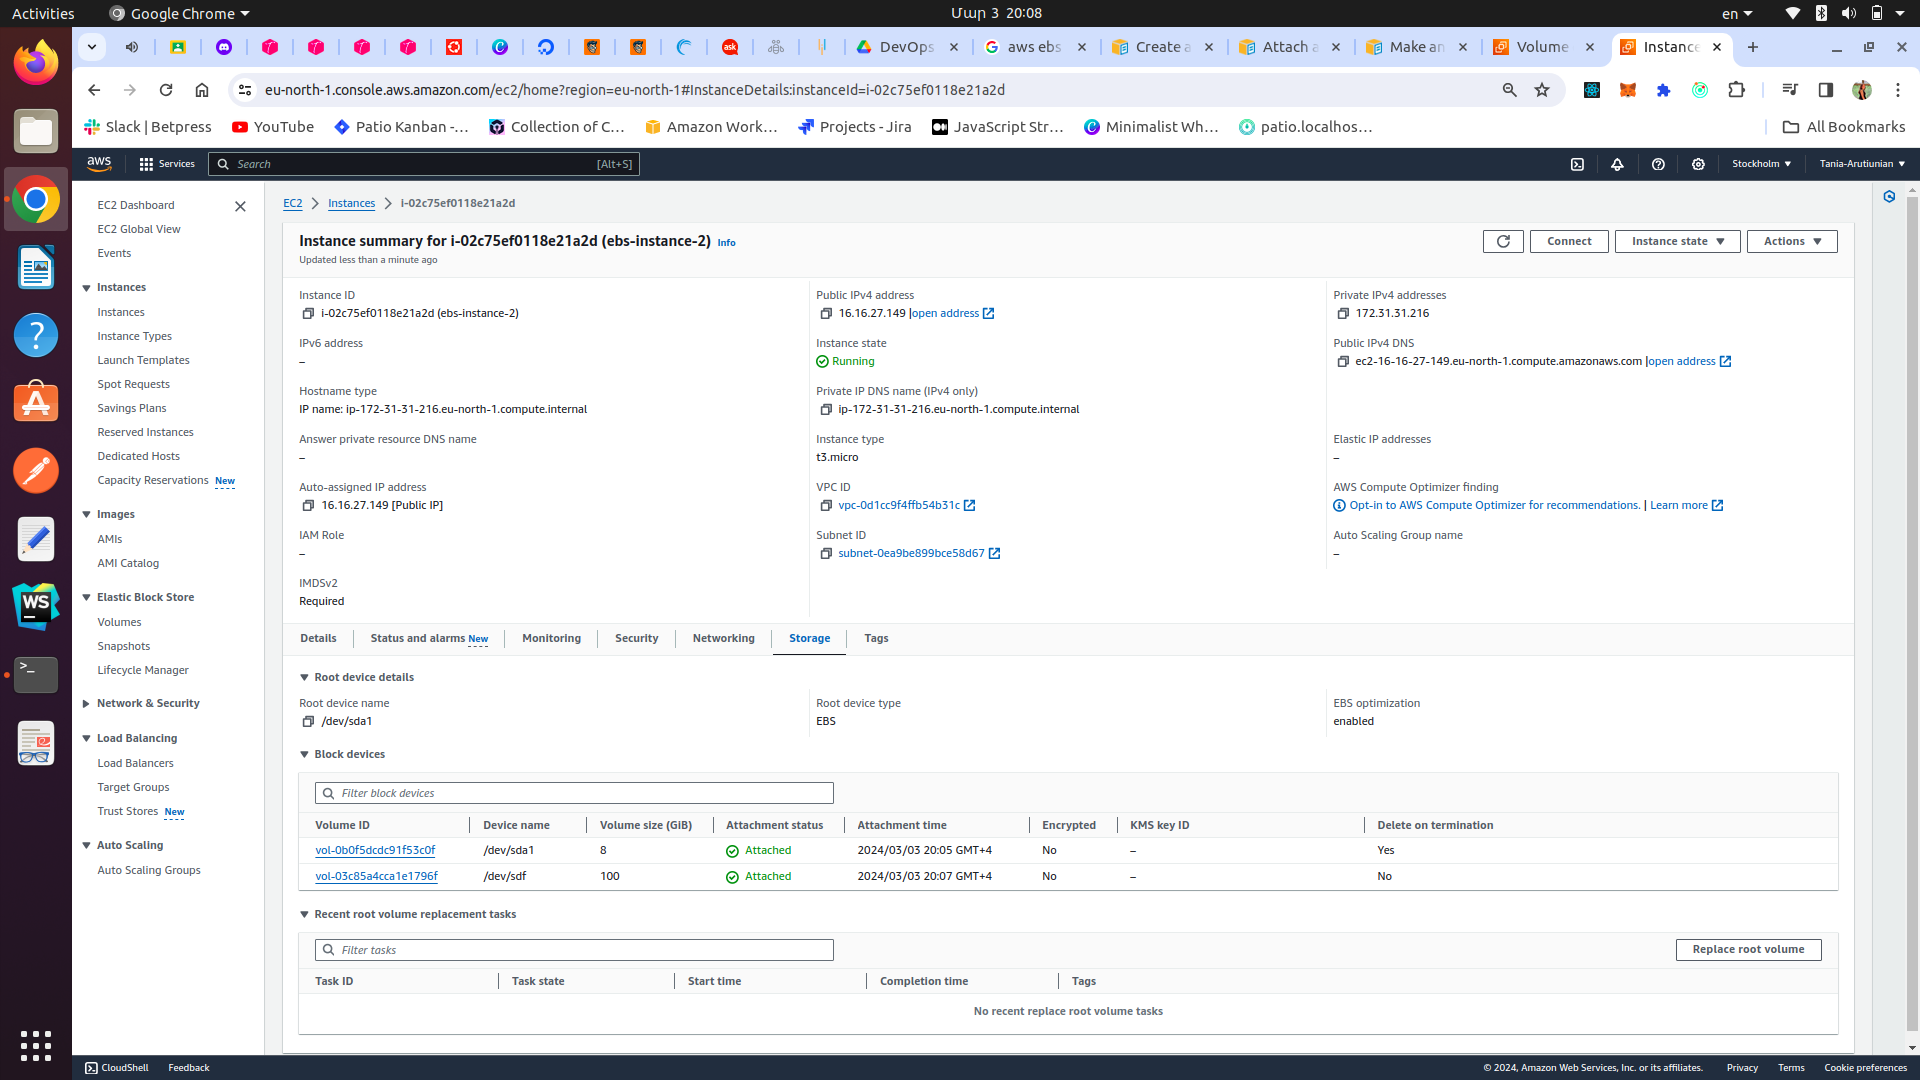 Activities
Google Chrome
Մար 3 20:08
en
DevOps
aws ebs
Create a
Attach a
Make an
Volume
Instance
eu-north-1.console.aws.amazon.com/ec2/home?region=eu-north-1#InstanceDetails:instanceId=i-02c75ef0118e21a2d
Slack | Betpress
YouTube
Patio Kanban -...
Collection of C...
Amazon Work...
Projects - Jira
JavaScript Str...
Minimalist Wh...
patio.localhos...
All Bookmarks
aws
Services
Search
[Alt+S]
Stockholm
Tania-Arutiunian
EC2 Dashboard
EC2 Global View
Events
Instances
Instances
Instance Types
Launch Templates
Spot Requests
Savings Plans
Reserved Instances
Dedicated Hosts
Capacity Reservations New
Images
AMIs
AMI Catalog
Elastic Block Store
Volumes
Snapshots
Lifecycle Manager
Network & Security
Load Balancing
Load Balancers
Target Groups
Trust Stores New
Auto Scaling
Auto Scaling Groups
EC2
Instances
i-02c75ef0118e21a2d
Instance summary for i-02c75ef0118e21a2d (ebs-instance-2) Info
Updated less than a minute ago
Connect
Instance state
Actions
Instance ID
i-02c75ef0118e21a2d (ebs-instance-2)
Public IPv4 address
16.16.27.149 |open address
Private IPv4 addresses
172.31.31.216
IPv6 address
–
Instance state
Running
Public IPv4 DNS
ec2-16-16-27-149.eu-north-1.compute.amazonaws.com |open address
Hostname type
IP name: ip-172-31-31-216.eu-north-1.compute.internal
Private IP DNS name (IPv4 only)
ip-172-31-31-216.eu-north-1.compute.internal
Answer private resource DNS name
–
Instance type
t3.micro
Elastic IP addresses
–
Auto-assigned IP address
16.16.27.149 [Public IP]
VPC ID
vpc-0d1cc9f4ffb54b31c
AWS Compute Optimizer finding
Opt-in to AWS Compute Optimizer for recommendations. | Learn more
IAM Role
–
Subnet ID
subnet-0ea9be899bce58d67
Auto Scaling Group name
–
IMDSv2
Required
Details
Status and alarms New
Monitoring
Security
Networking
Storage
Tags
Root device details
Root device name
/dev/sda1
Root device type
EBS
EBS optimization
enabled
Block devices
Filter block devices
Volume ID
Device name
Volume size (GiB)
Attachment status
Attachment time
Encrypted
KMS key ID
Delete on termination
vol-0b0f5dcdc91f53c0f
/dev/sda1
8
Attached
2024/03/03 20:05 GMT+4
No
–
Yes
vol-03c85a4cca1e1796f
/dev/sdf
100
Attached
2024/03/03 20:07 GMT+4
No
–
No
Recent root volume replacement tasks
Filter tasks
Replace root volume
Task ID
Task state
Start time
Completion time
Tags
No recent replace root volume tasks
CloudShell
Feedback
© 2024, Amazon Web Services, Inc. or its affiliates.
Privacy
Terms
Cookie preferences
ask
WS